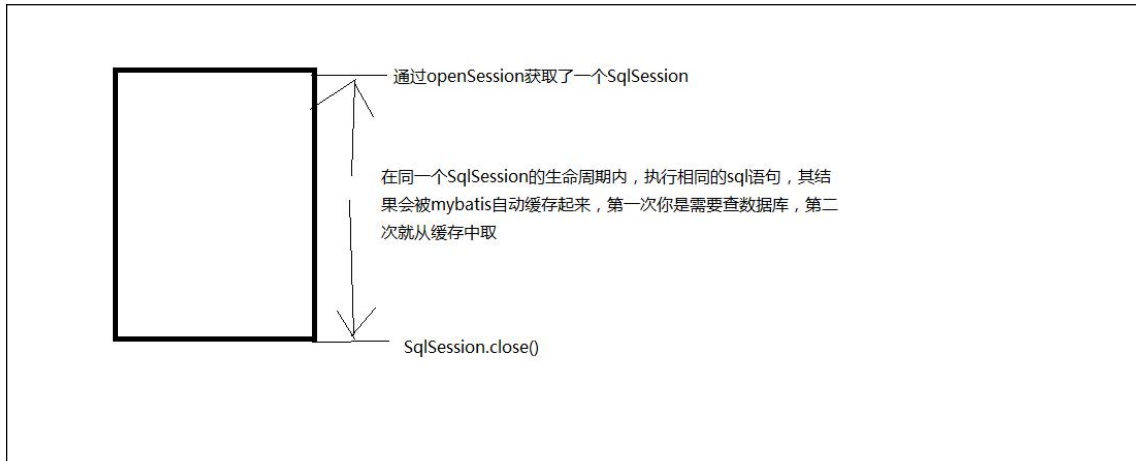 通过openSession获取了一个SqlSession
在同一个SqlSession的生命周期内，执行相同的sql语句，其结
果会被mybatis自动缓存起来，第一次你是需要查数据库，第二
次就从缓存中取
SqlSession.close()